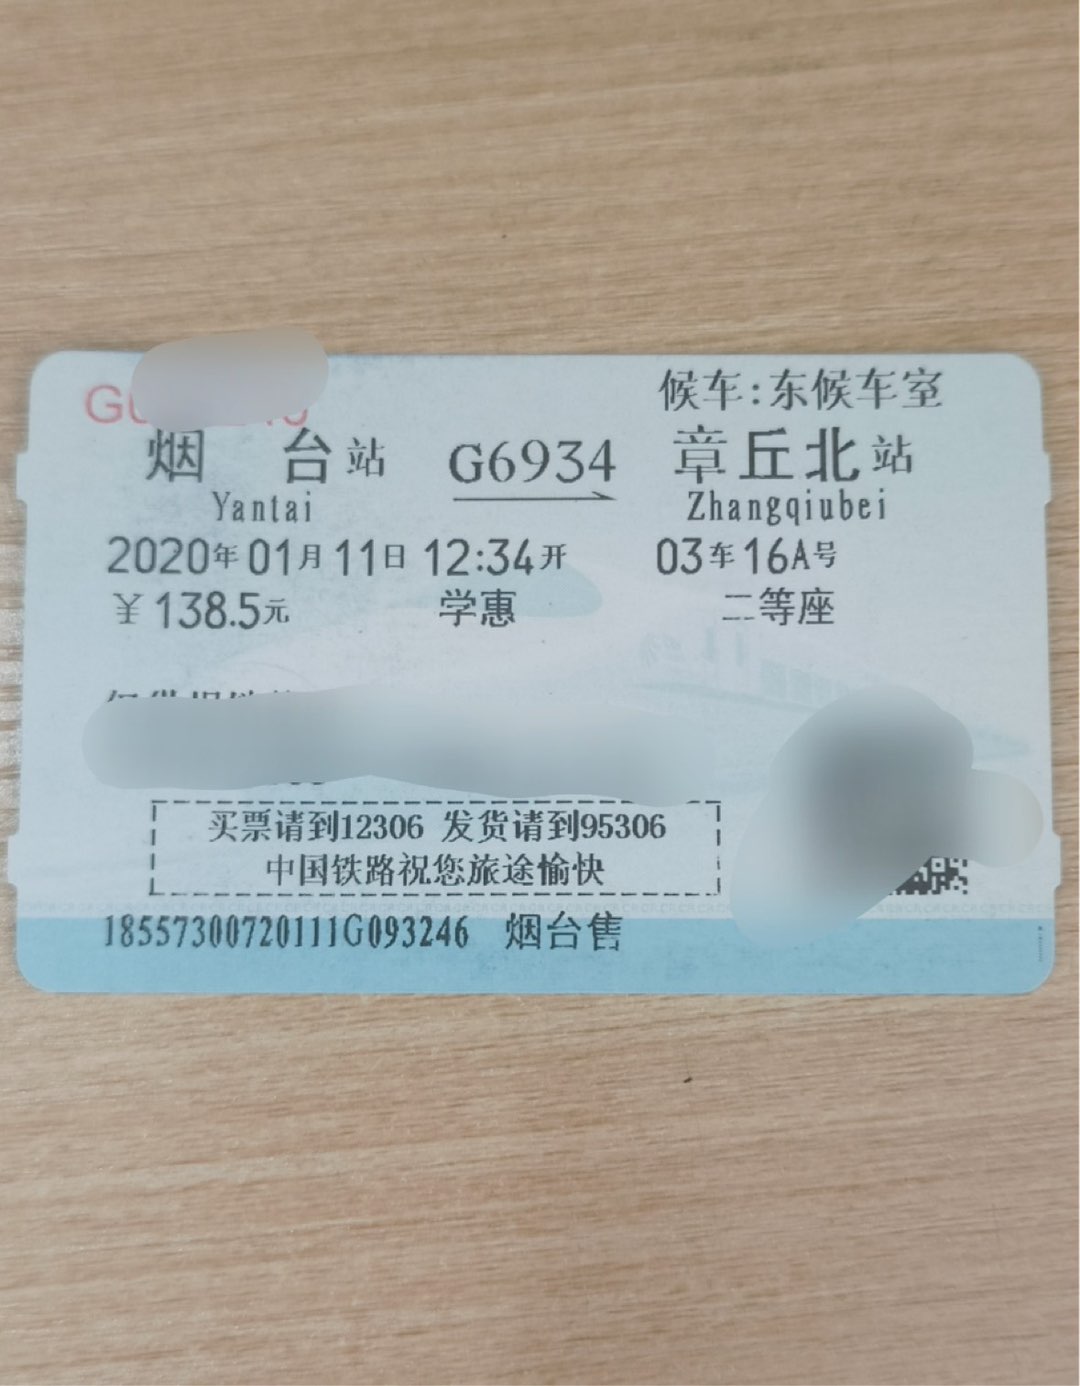 候车:东候车室
烟台站 G6934 章丘北站
Yantai Zhangqiubei
2020年01月11日 12:34开 03车16A号
¥138.5元 学惠 二等座
买票请到12306 发货请到95306
中国铁路祝您旅途愉快
18557300720111G093246 烟台售